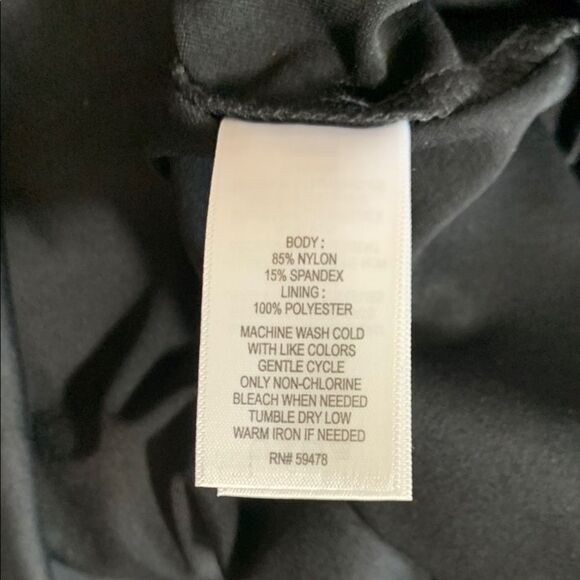 BODY :
85% NYLON
15% SPANDEX
LINING :
100% POLYESTER
MACHINE WASH COLD
WITH LIKE COLORS
GENTLE CYCLE
ONLY NON-CHLORINE
BLEACH WHEN NEEDED
TUMBLE DRY LOW
WARM IRON IF NEEDED
RN# 59478